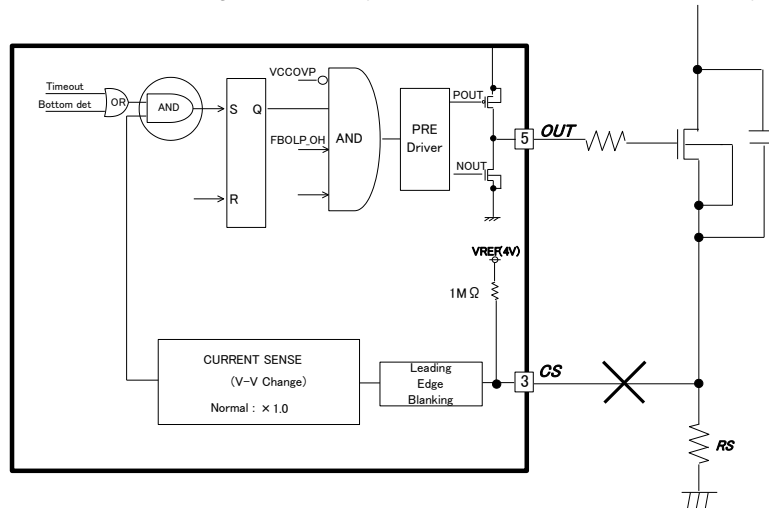 Timeout
Bottom det
OR
AND
S Q
R
VCCOVP
FBOLP_OH
AND
PRE
Driver
POUT
NOUT
5
OUT
VREF(4V)
1MΩ
CURRENT SENSE
(V-V Change)
Normal : ×1.0
Leading
Edge
Blanking
3
CS
RS